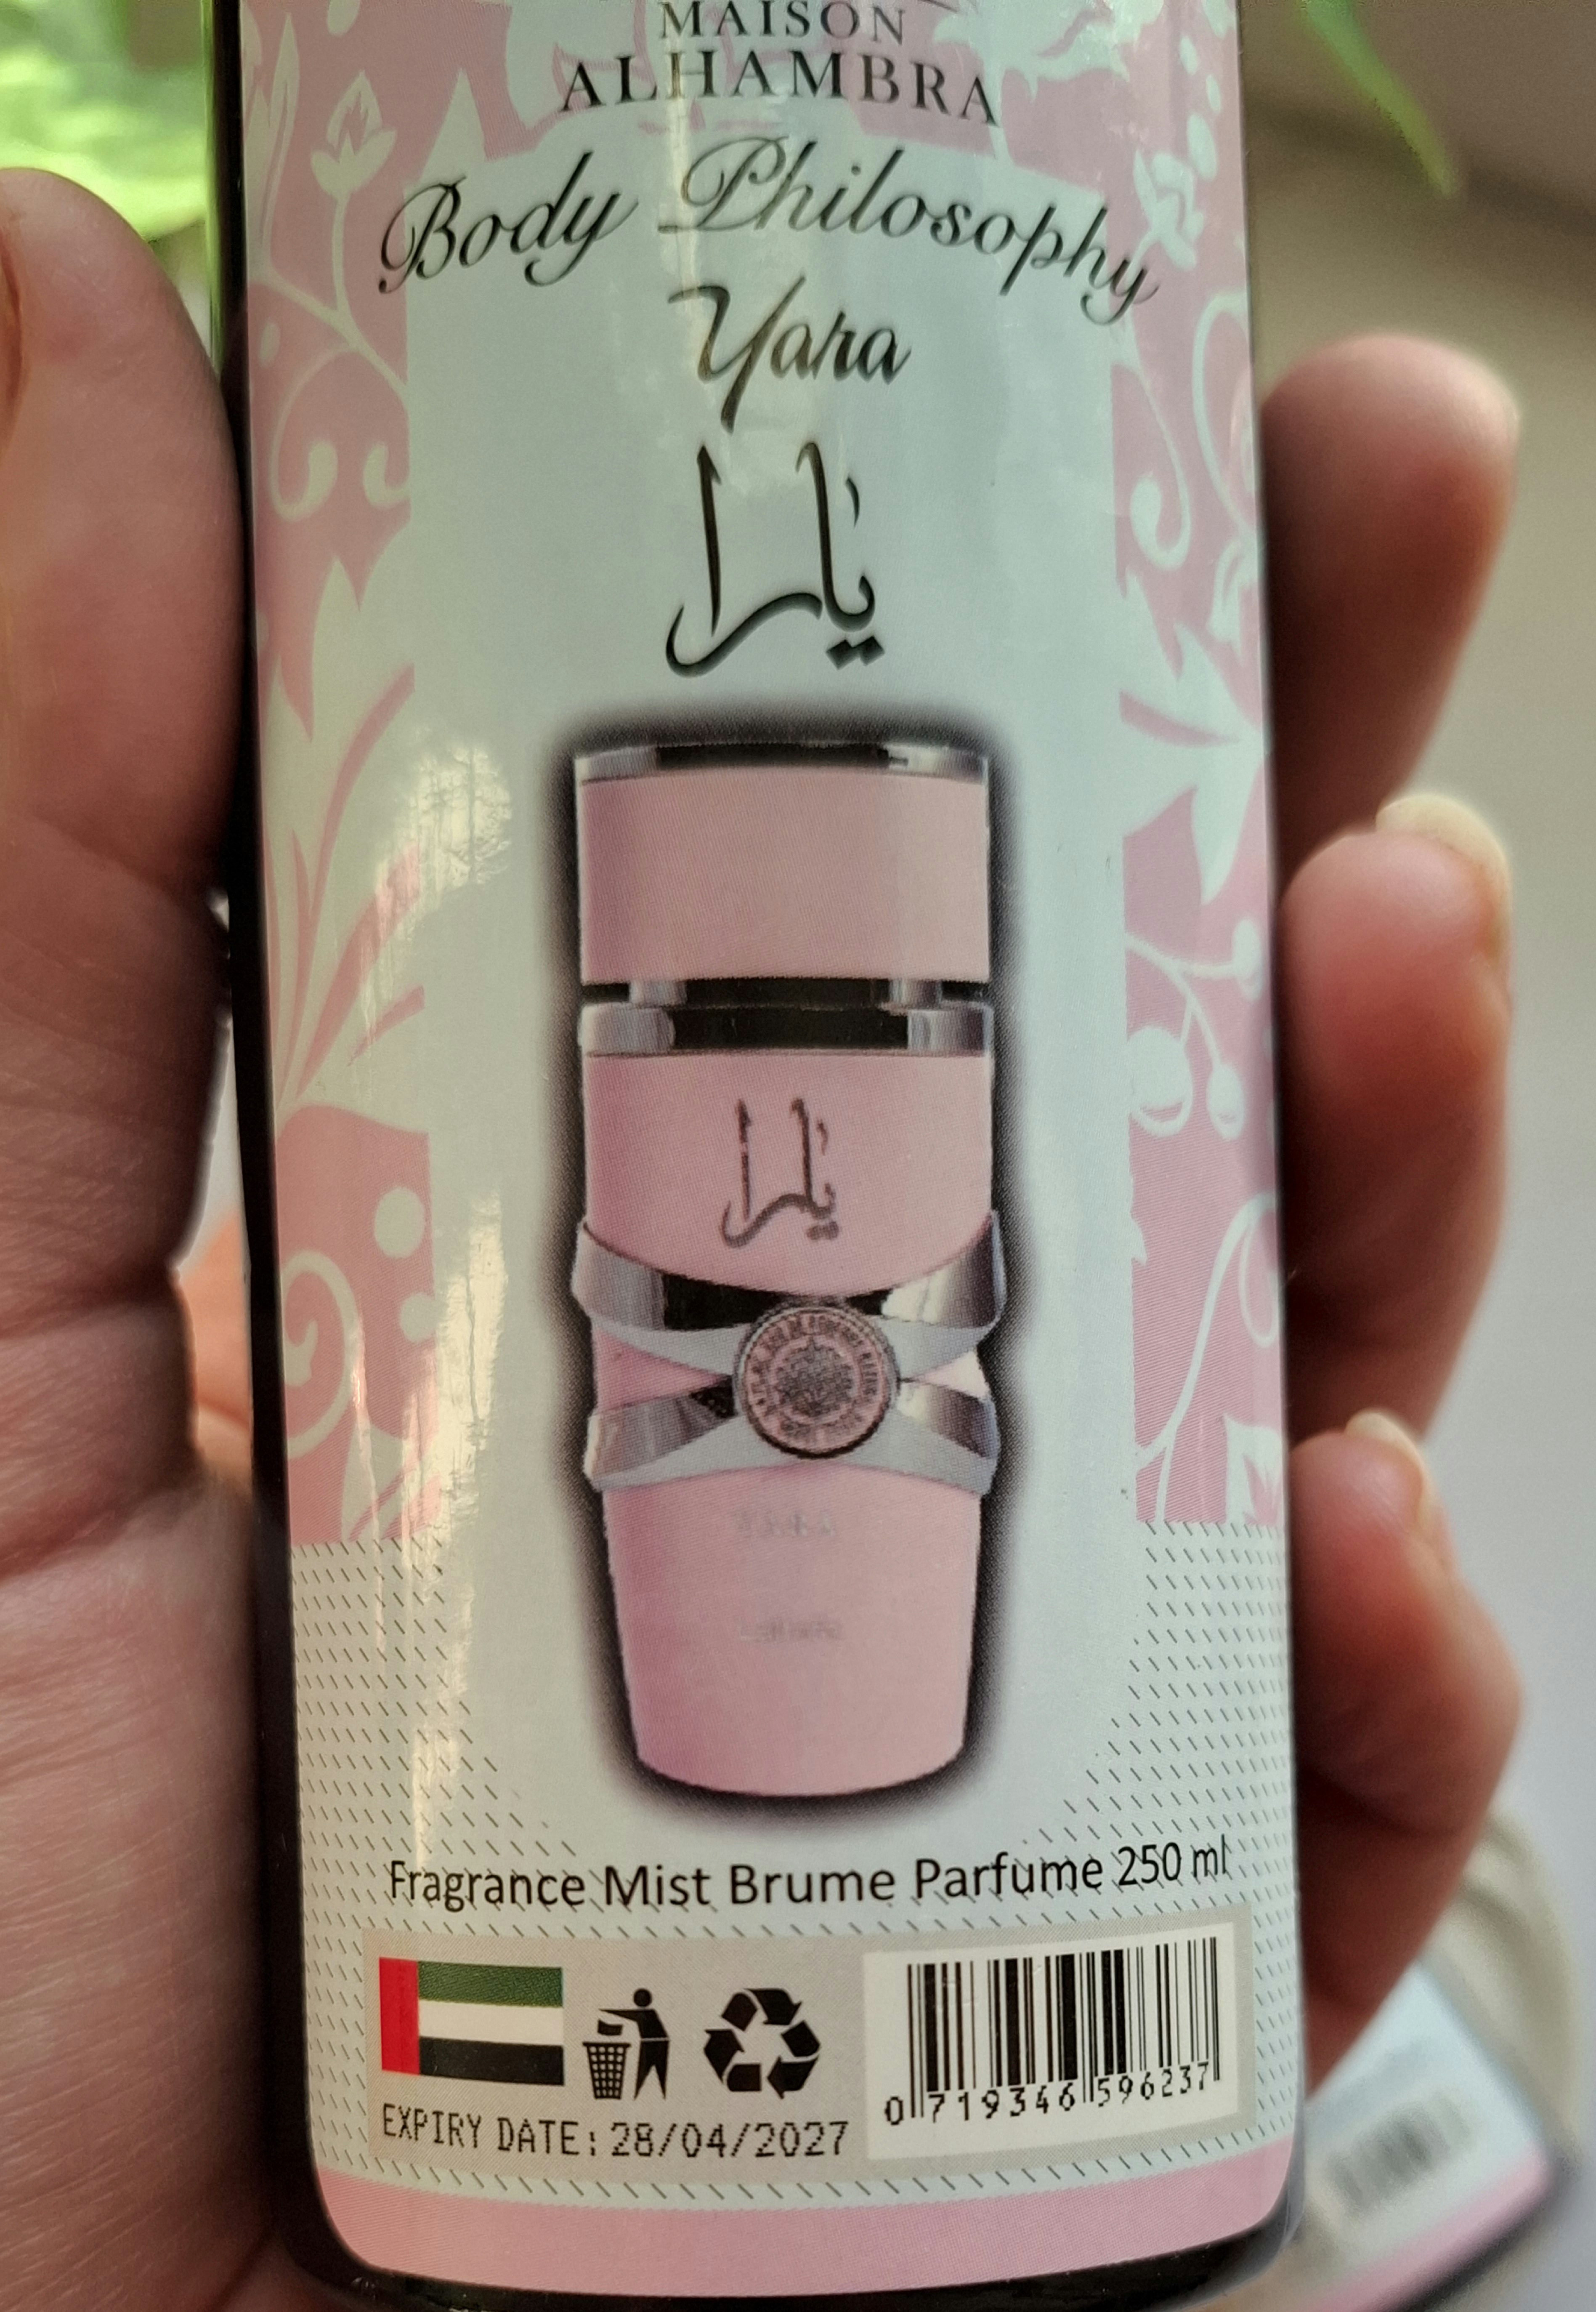 MAISON
ALHAMBRA
Body Philosophy
Yara
يارا
يارا
Fragrance Mist Brume Parfume 250 ml
EXPIRY DATE: 28/04/2027
0 719346 596237